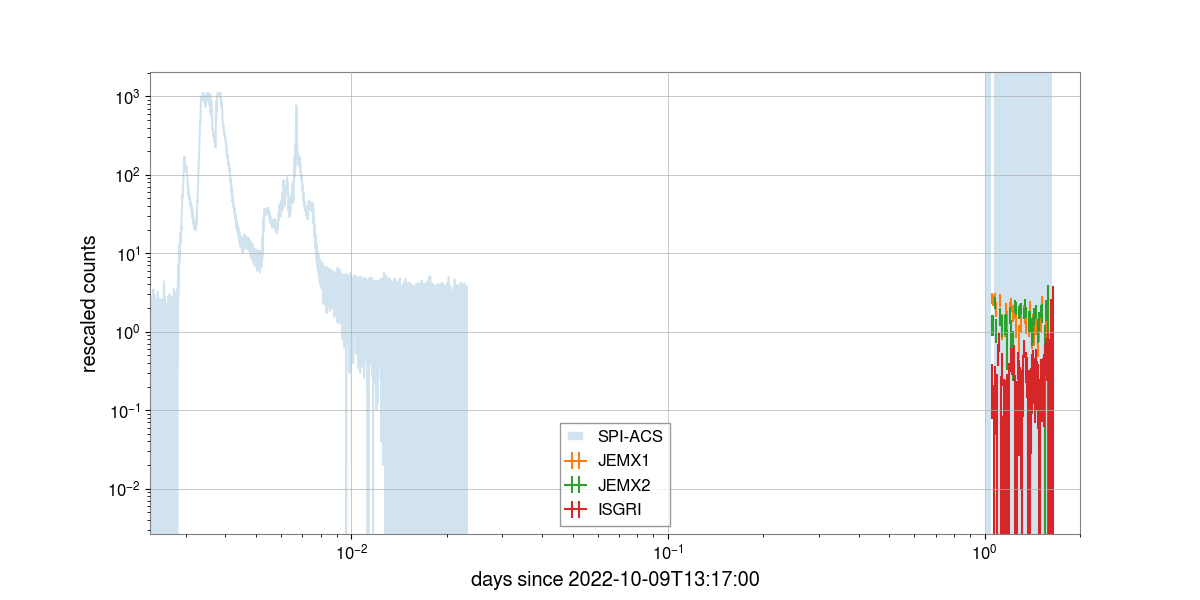 rescaled counts
10³
10²
10¹
10⁰
10⁻¹
10⁻²
SPI-ACS
JEMX1
JEMX2
ISGRI
10⁻² 10⁻¹ 10⁰
days since 2022-10-09T13:17:00